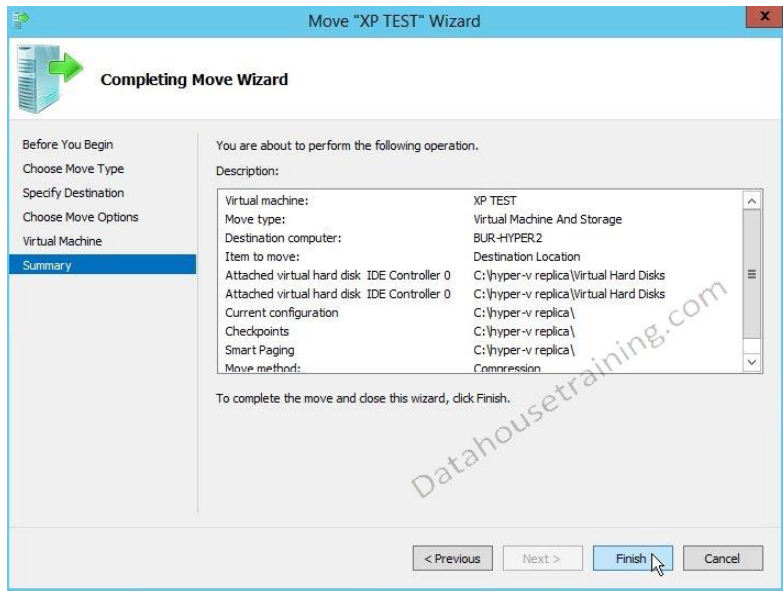 Move "XP TEST" Wizard
x
Completing Move Wizard
Before You Begin
Choose Move Type
Specify Destination
Choose Move Options
Virtual Machine
Summary
You are about to perform the following operation.
Description:
Virtual machine: XP TEST
Move type: Virtual Machine And Storage
Destination computer: BUR-HYPER2
Item to move: Destination Location
Attached virtual hard disk IDE Controller 0 C:\hyper-v replica\Virtual Hard Disks
Attached virtual hard disk IDE Controller 0 C:\hyper-v replica\Virtual Hard Disks
Current configuration C:\hyper-v replica\
Checkpoints C:\hyper-v replica\
Smart Paging C:\hyper-v replica\
Move method: Compression
To complete the move and close this wizard, click Finish.
Datahousetraining.com
< Previous Next > Finish Cancel